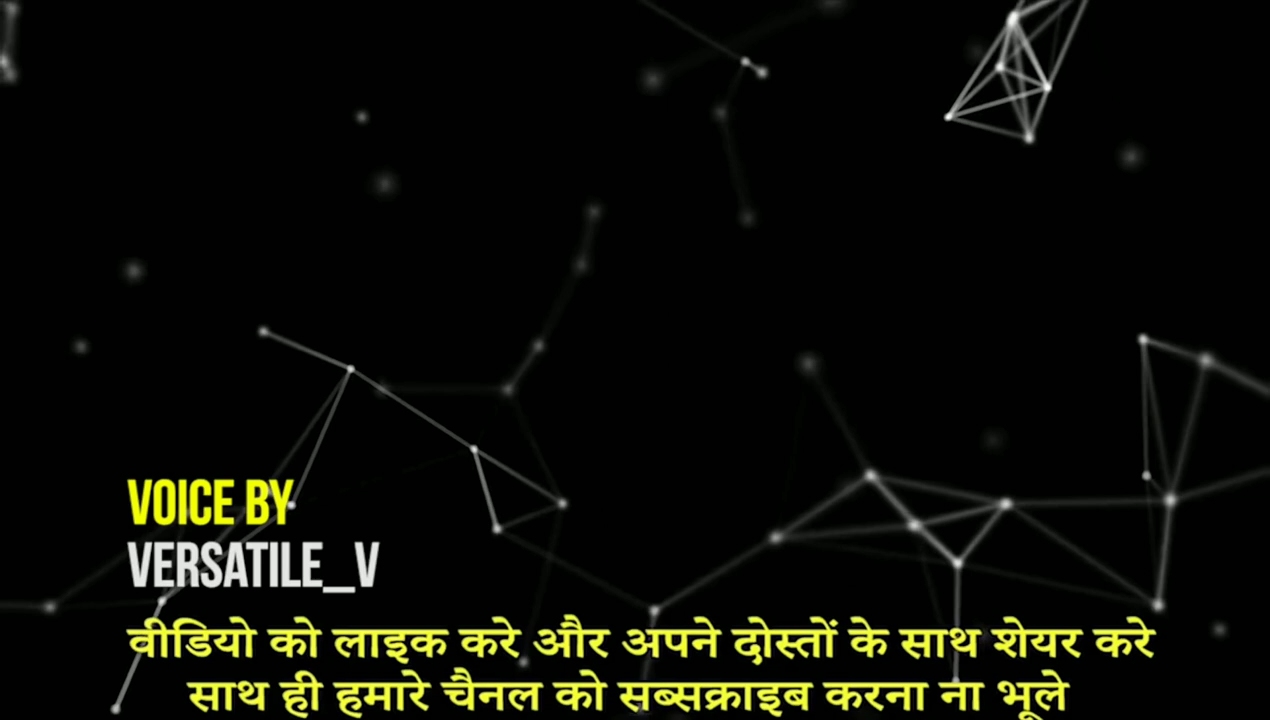 VOICE BY
VERSATILE_V
वीडियो को लाइक करे और अपने दोस्तों के साथ शेयर करे
साथ ही हमारे चैनल को सब्सक्राइब करना ना भूले